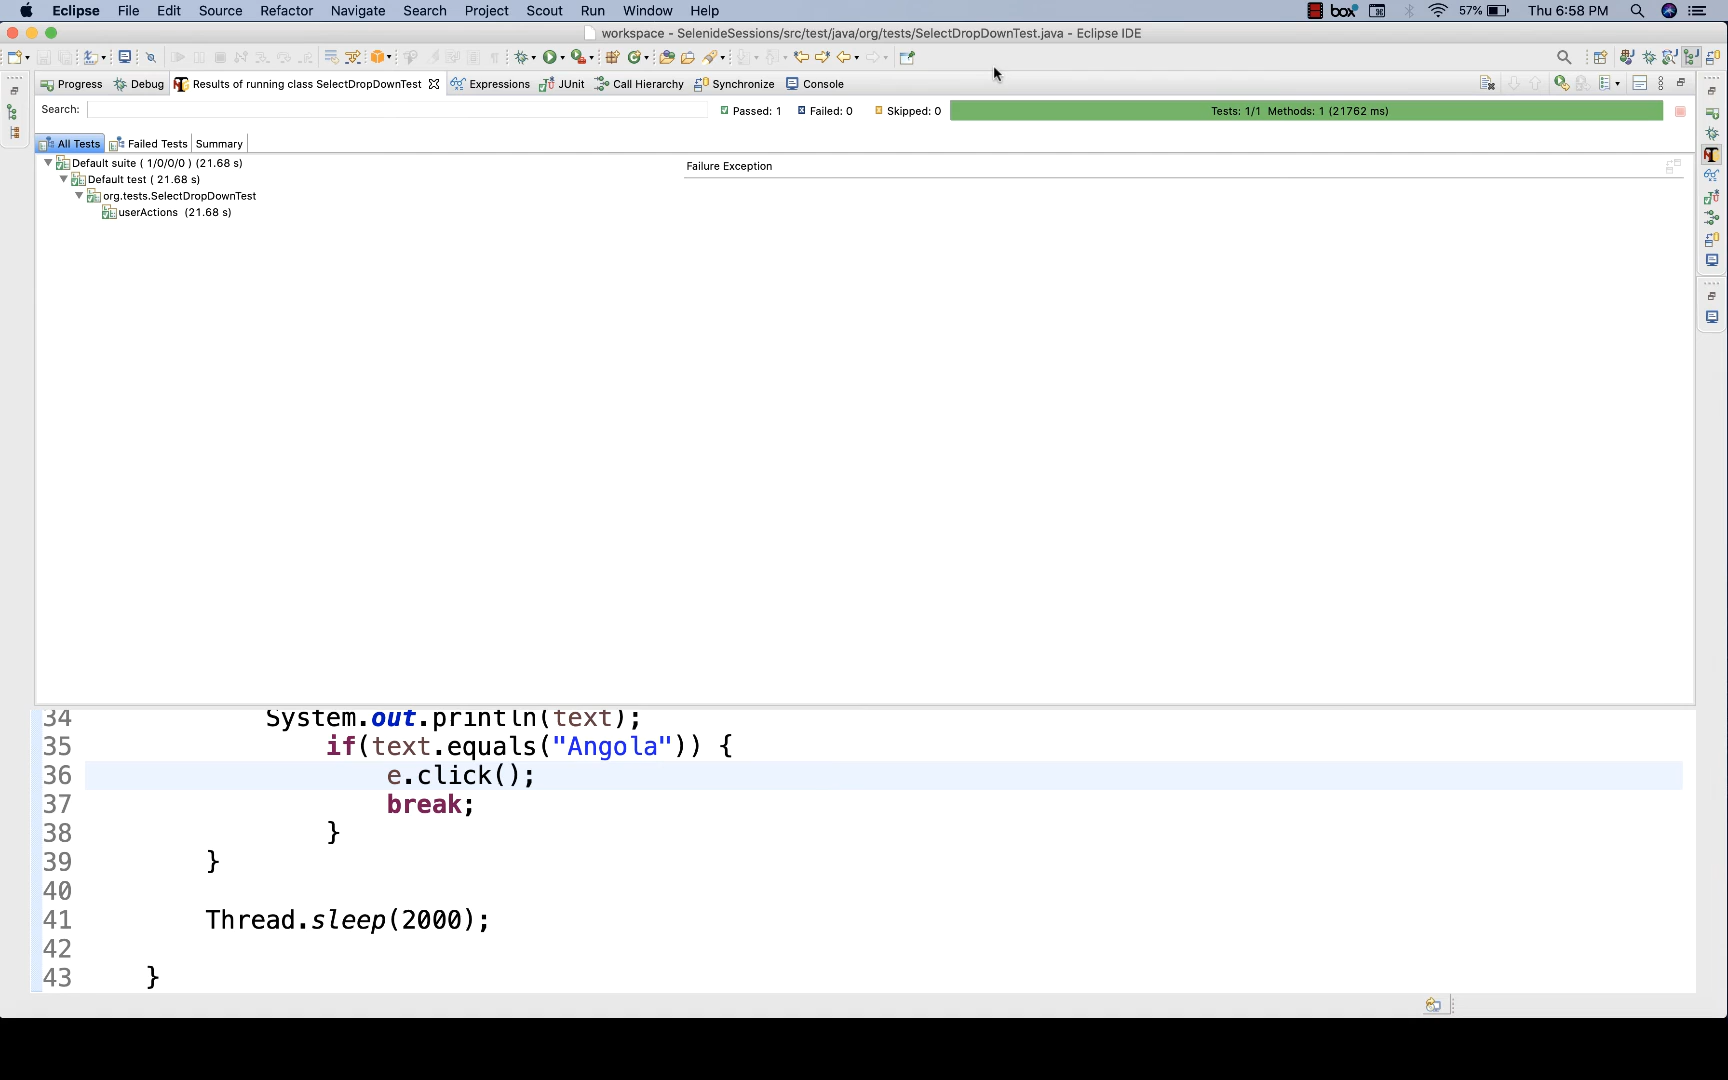 Eclipse File Edit Source Refactor Navigate Search Project Scout Run Window Help box 57% Thu 6:58 PM
workspace - SelenideSessions/src/test/java/org/tests/SelectDropDownTest.java - Eclipse IDE
Progress Debug Results of running class SelectDropDownTest Expressions JUnit Call Hierarchy Synchronize Console
Search: Passed: 1 Failed: 0 Skipped: 0 Tests: 1/1 Methods: 1 (21762 ms)
All Tests Failed Tests Summary
Default suite ( 1/0/0/0 ) (21.68 s) Failure Exception
Default test ( 21.68 s)
org.tests.SelectDropDownTest
userActions (21.68 s)
34 System.out.println(text);
35 if(text.equals("Angola")) {
36 e.click();
37 break;
38 }
39 }
40
41 Thread.sleep(2000);
42
43 }